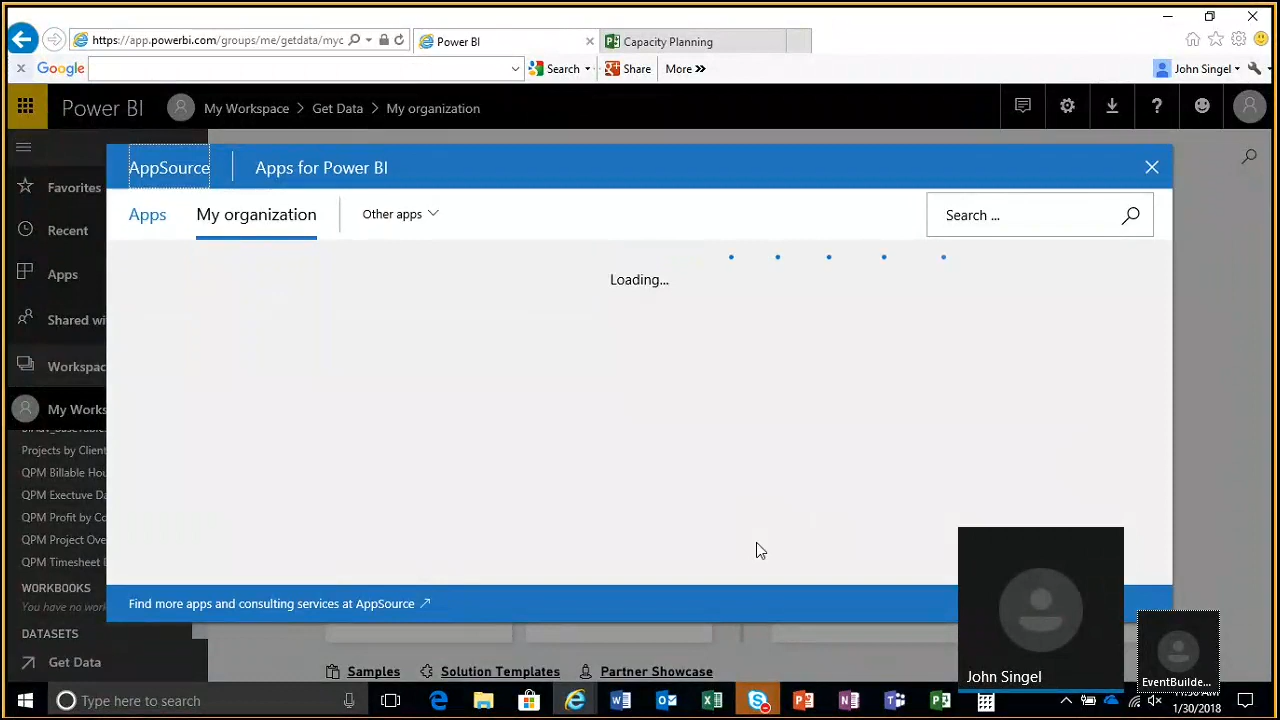 https://app.powerbi.com/groups/me/getdata/myc
Power BI
Capacity Planning
Google
Search
Share
More »
John Singel
Power BI
My Workspace
Get Data
My organization
AppSource
Apps for Power BI
Favorites
Recent
Apps
Shared wi
Workspac
My Works
Apps
My organization
Other apps
Search ...
Loading...
Projects by Client
QPM Billable Hou
QPM Executive Da
QPM Profit by Co
QPM Project Ove
QPM Timesheet D
WORKBOOKS
You have no work
DATASETS
Get Data
Find more apps and consulting services at AppSource
Samples
Solution Templates
Partner Showcase
John Singel
EventBuilde...
Type here to search
1/30/2018